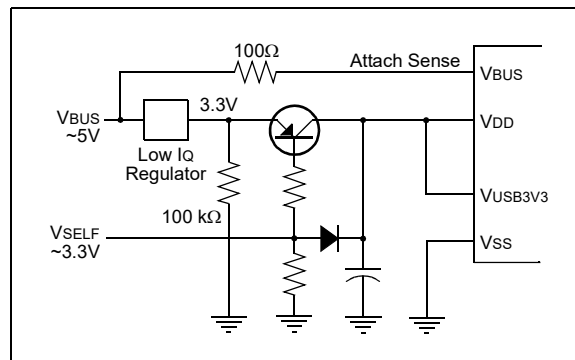 100Ω
Attach Sense
VBUS
VBUS
~5V
3.3V
VDD
Low IQ
Regulator
100 kΩ
VUSB3V3
VSELF
~3.3V
VSS